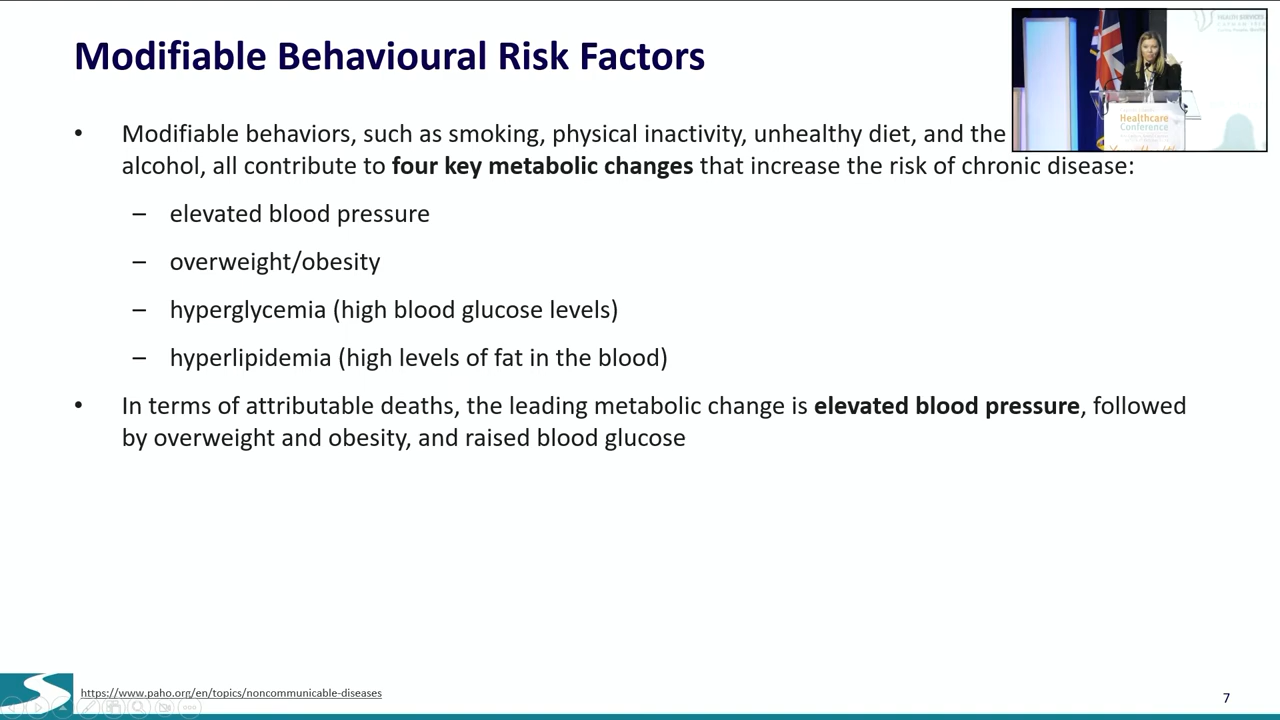 Modifiable Behavioural Risk Factors
• Modifiable behaviors, such as smoking, physical inactivity, unhealthy diet, and the
alcohol, all contribute to four key metabolic changes that increase the risk of chronic disease:
– elevated blood pressure
– overweight/obesity
– hyperglycemia (high blood glucose levels)
– hyperlipidemia (high levels of fat in the blood)
• In terms of attributable deaths, the leading metabolic change is elevated blood pressure, followed
by overweight and obesity, and raised blood glucose
Healthcare
Conference
https://www.paho.org/en/topics/noncommunicable-diseases
7